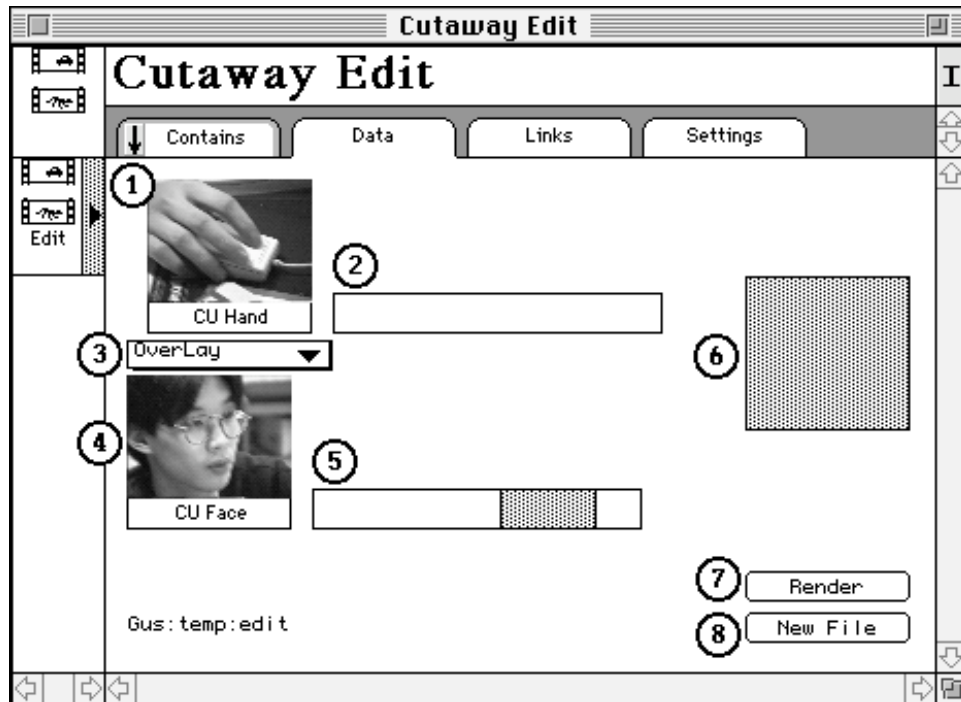 Cutaway Edit
Cutaway Edit
I
Contains
Data
Links
Settings
Edit
1
CU Hand
2
3
OverLay
4
CU Face
5
6
7
Render
8
New File
Gus:temp:edit